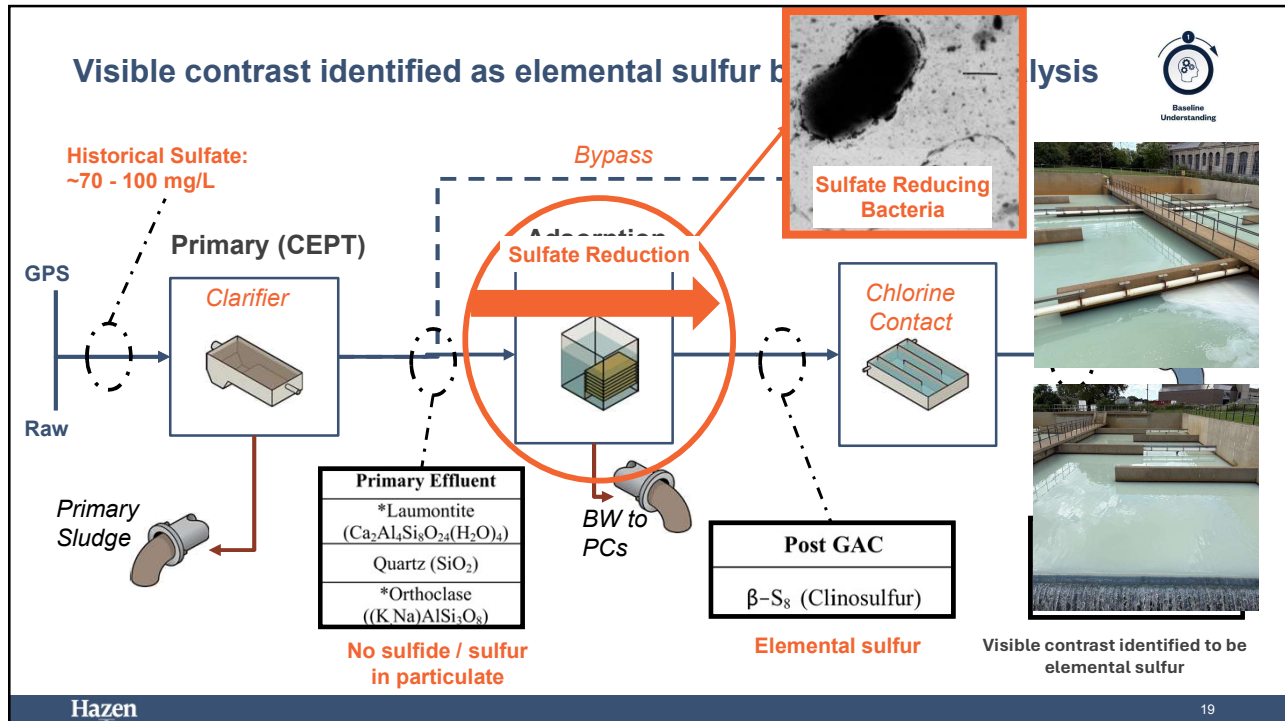 Visible contrast identified as elemental sulfur b
lysis
1
Baseline
Understanding
Historical Sulfate:
~70 - 100 mg/L
Bypass
Sulfate Reducing
Bacteria
Primary (CEPT)
Adsorption
Sulfate Reduction
GPS
Clarifier
Chlorine
Contact
Raw
Primary
Sludge
Primary Effluent
*Laumontite
(Ca₂Al₄Si₈O₂₄(H₂O)₄)
Quartz (SiO₂)
*Orthoclase
((K Na)AlSi₃O₈)
No sulfide / sulfur
in particulate
BW to
PCs
Post GAC
β–S₈ (Clinosulfur)
Elemental sulfur
Visible contrast identified to be
elemental sulfur
Hazen
19